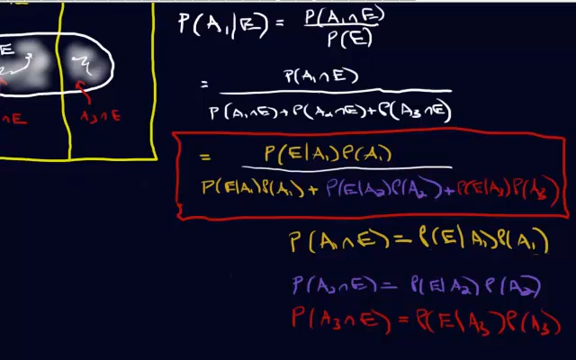 P(A₁|E) = P(A₁∩E)
P(E)
E
= P(A₁∩E)
P(A₁∩E)+P(A₂∩E)+P(A₃∩E)
∩E
A₃∩E
= P(E|A₁)P(A₁)
P(E|A₁)P(A₁) + P(E|A₂)P(A₂)+P(E|A₃)P(A₃)
P(A₁∩E)=P(E|A₁)P(A₁)
P(A₂∩E)= P(E|A₂)P(A₂)
P(A₃∩E)=P(E|A₃)P(A₃)